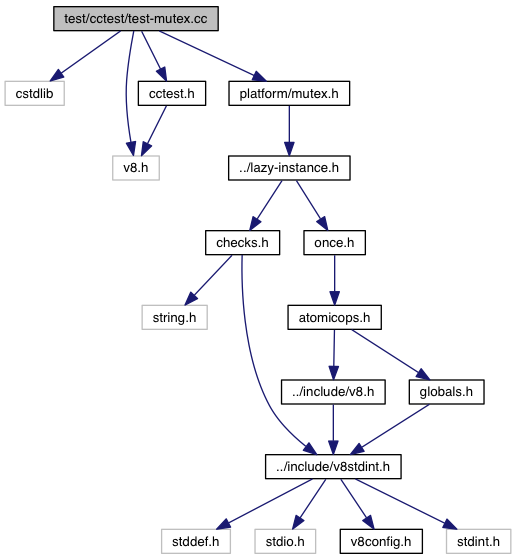 test/cctest/test-mutex.cc
cstdlib
cctest.h
platform/mutex.h
v8.h
../lazy-instance.h
checks.h
once.h
string.h
atomicops.h
../include/v8.h
globals.h
../include/v8stdint.h
stddef.h
stdio.h
v8config.h
stdint.h